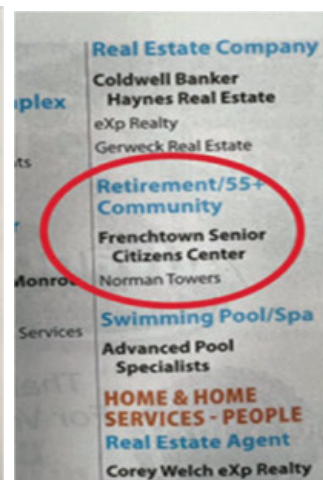 Real Estate Company
Coldwell Banker
Haynes Real Estate
eXp Realty
Gerweck Real Estate
Retirement/55+
Community
Frenchtown Senior
Citizens Center
Monroe
Norman Towers
Services
Swimming Pool/Spa
Advanced Pool
Specialists
HOME & HOME
SERVICES - PEOPLE
Real Estate Agent
Corey Welch eXp Realty